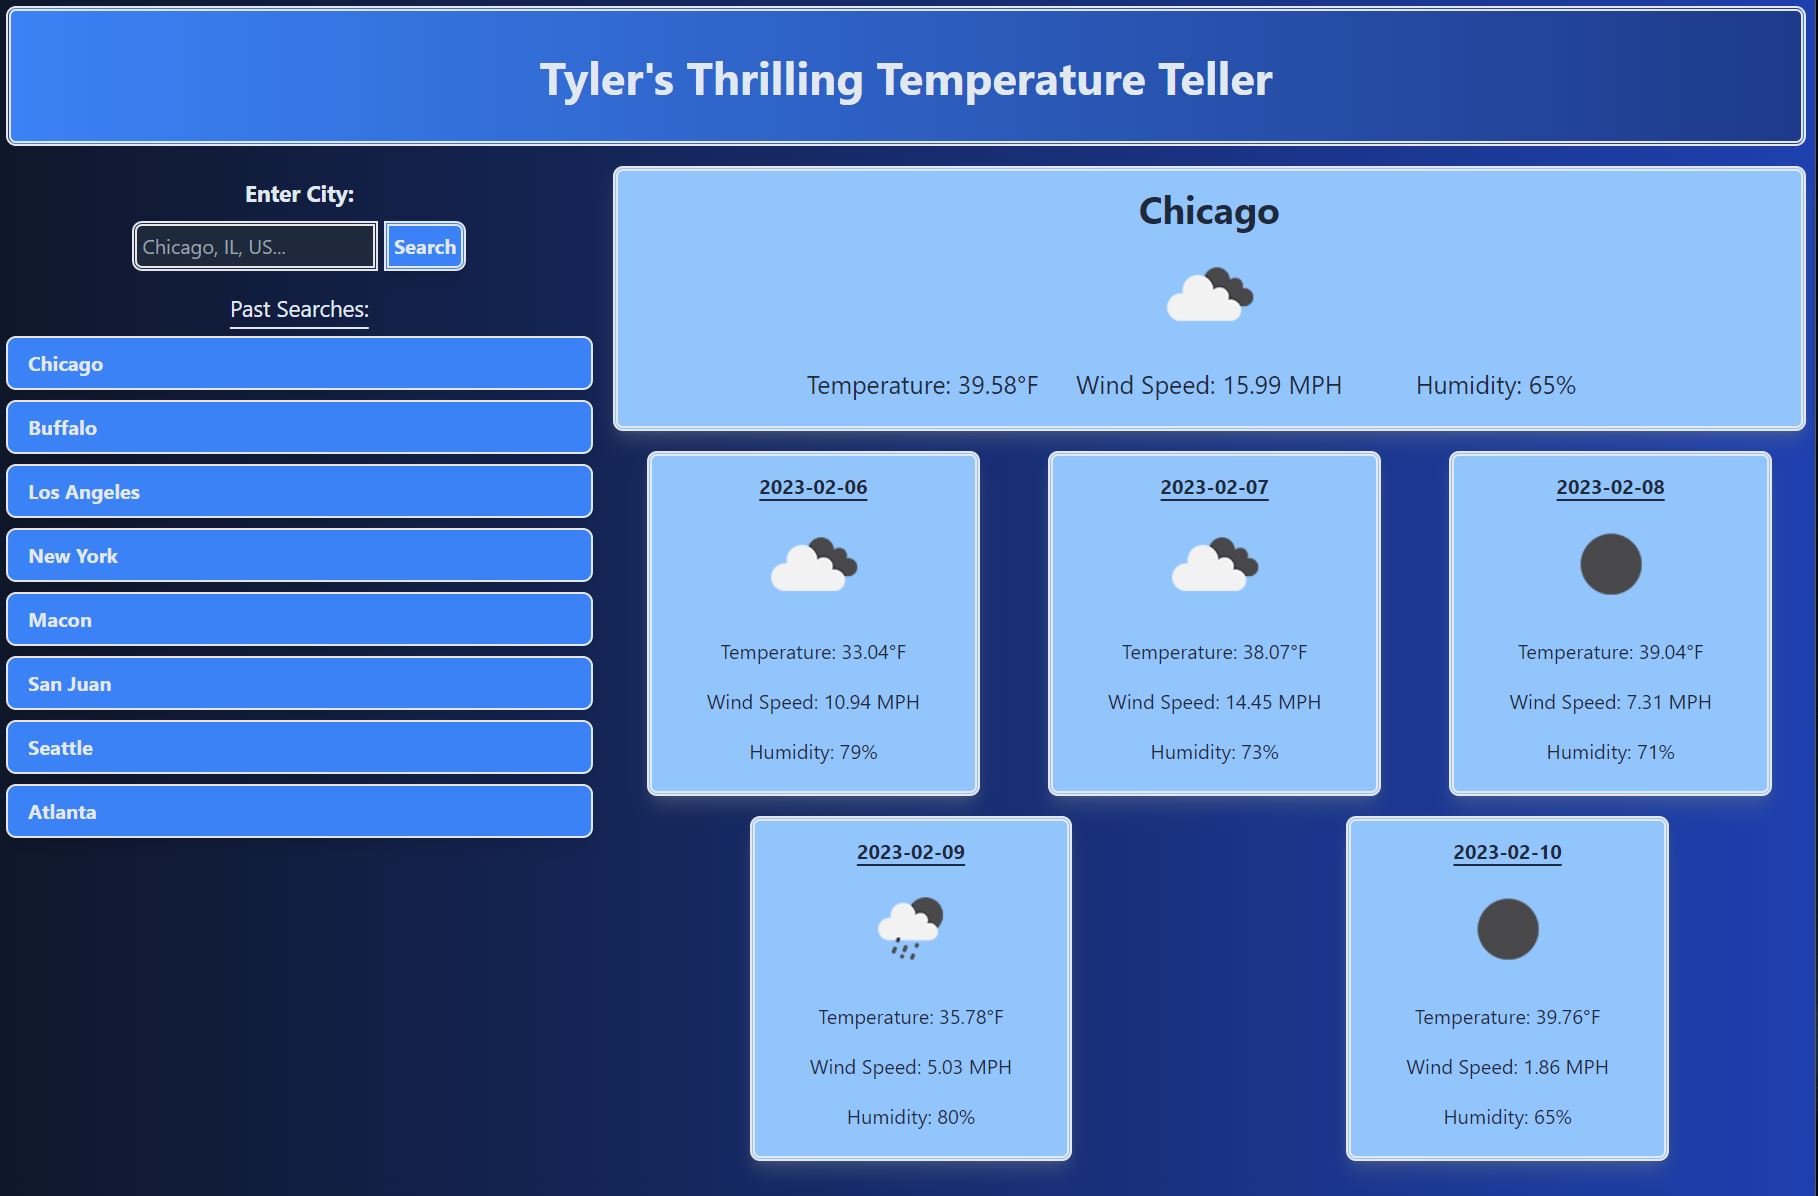 Tyler's Thrilling Temperature Teller
Enter City:
Chicago, IL, US...
Search
Past Searches:
Chicago
Buffalo
Los Angeles
New York
Macon
San Juan
Seattle
Atlanta
Chicago
Temperature: 39.58°F Wind Speed: 15.99 MPH Humidity: 65%
2023-02-06
Temperature: 33.04°F
Wind Speed: 10.94 MPH
Humidity: 79%
2023-02-07
Temperature: 38.07°F
Wind Speed: 14.45 MPH
Humidity: 73%
2023-02-08
Temperature: 39.04°F
Wind Speed: 7.31 MPH
Humidity: 71%
2023-02-09
Temperature: 35.78°F
Wind Speed: 5.03 MPH
Humidity: 80%
2023-02-10
Temperature: 39.76°F
Wind Speed: 1.86 MPH
Humidity: 65%